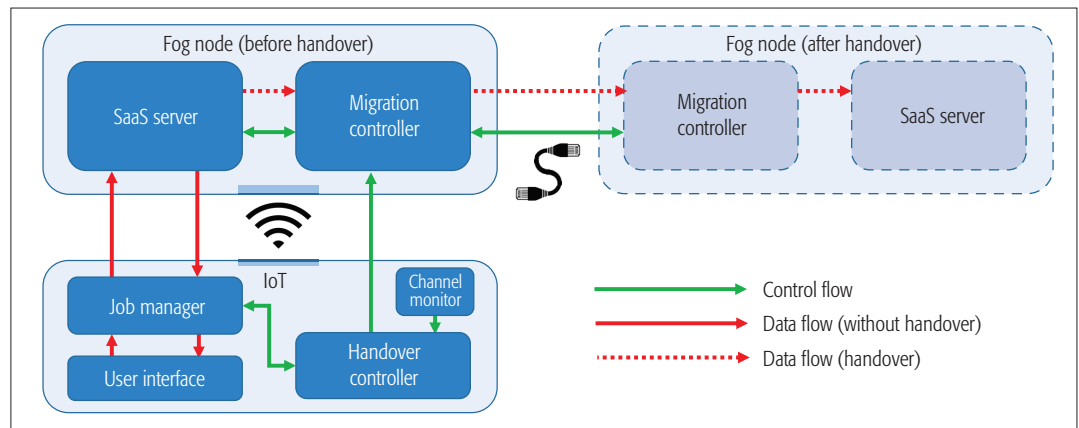 Fog node (before handover)
SaaS server
Migration
controller
Fog node (after handover)
Migration
controller
SaaS server
IoT
Job manager
User interface
Channel
monitor
Handover
controller
Control flow
Data flow (without handover)
Data flow (handover)